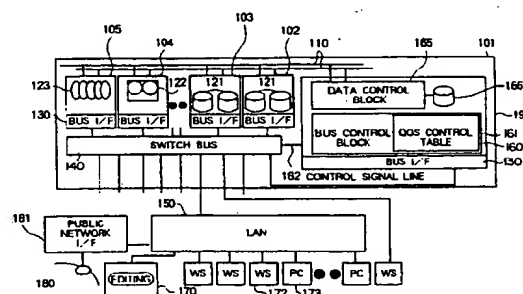 103
105 104 102 110 165 101
123 122 121 121 DATA CONTROL BLOCK 166
BUS I/F BUS I/F BUS I/F BUS I/F BUS CONTROL BLOCK QOS CONTROL TABLE 161
130 160
SWITCH BUS BUS I/F 130
140 182 CONTROL SIGNAL LINE
19
181 150
PUBLIC NETWORK I/F LAN
180 EDITING 170 WS WS WS 172 PC 173 PC WS